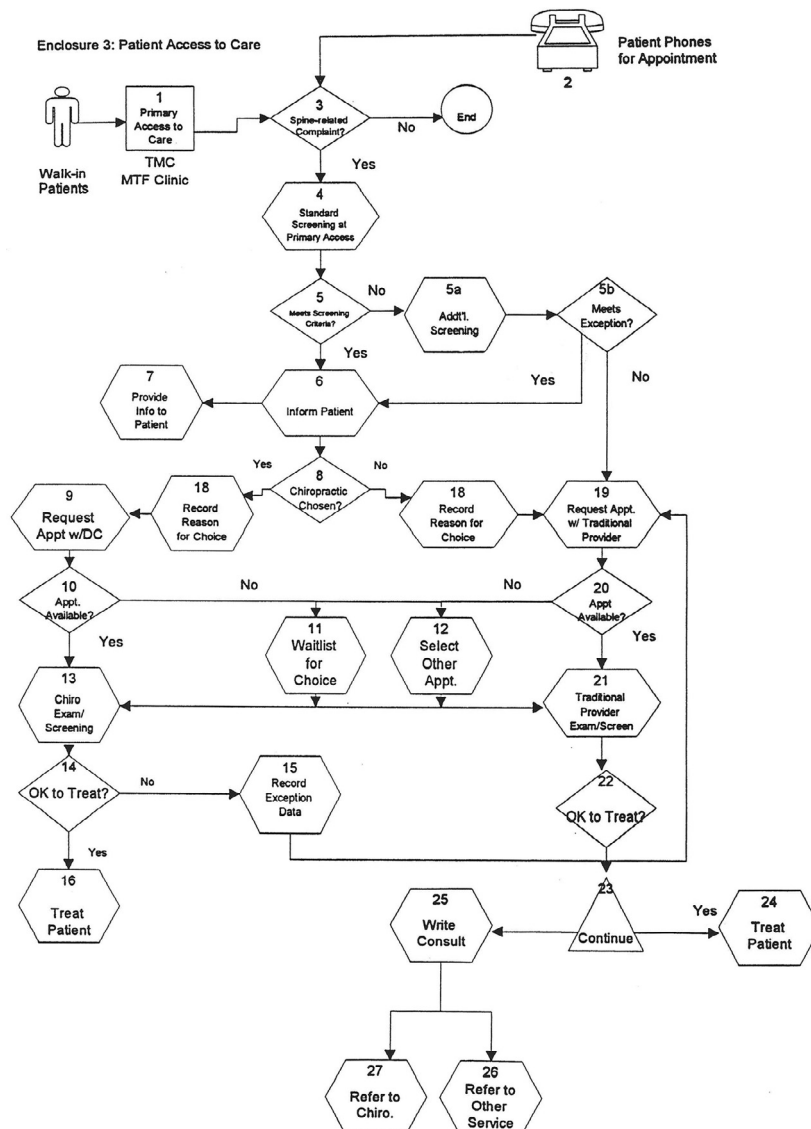 Enclosure 3: Patient Access to Care
Patient Phones
for Appointment
2
1
Primary
Access to
Care
TMC
MTF Clinic
Walk-in
Patients
3
Spine-related
Complaint?
No
End
Yes
4
Standard
Screening at
Primary Access
5
Meets Screening
Criteria?
No
5a
Addt'l.
Screening
5b
Meets
Exception?
Yes
Yes
No
6
Inform Patient
7
Provide
Info to
Patient
8
Chiropractic
Chosen?
Yes
No
18
Record
Reason
for Choice
9
Request
Appt w/DC
18
Record
Reason for
Choice
19
Request Appt.
w/ Traditional
Provider
10
Appt.
Available?
No
No
20
Appt
Available?
Yes
Yes
11
Waitlist
for
Choice
12
Select
Other
Appt.
13
Chiro
Exam/
Screening
21
Traditional
Provider
Exam/Screen
14
OK to Treat?
No
15
Record
Exception
Data
22
OK to Treat?
Yes
16
Treat
Patient
23
Continue
Yes
24
Treat
Patient
25
Write
Consult
27
Refer to
Chiro.
26
Refer to
Other
Service